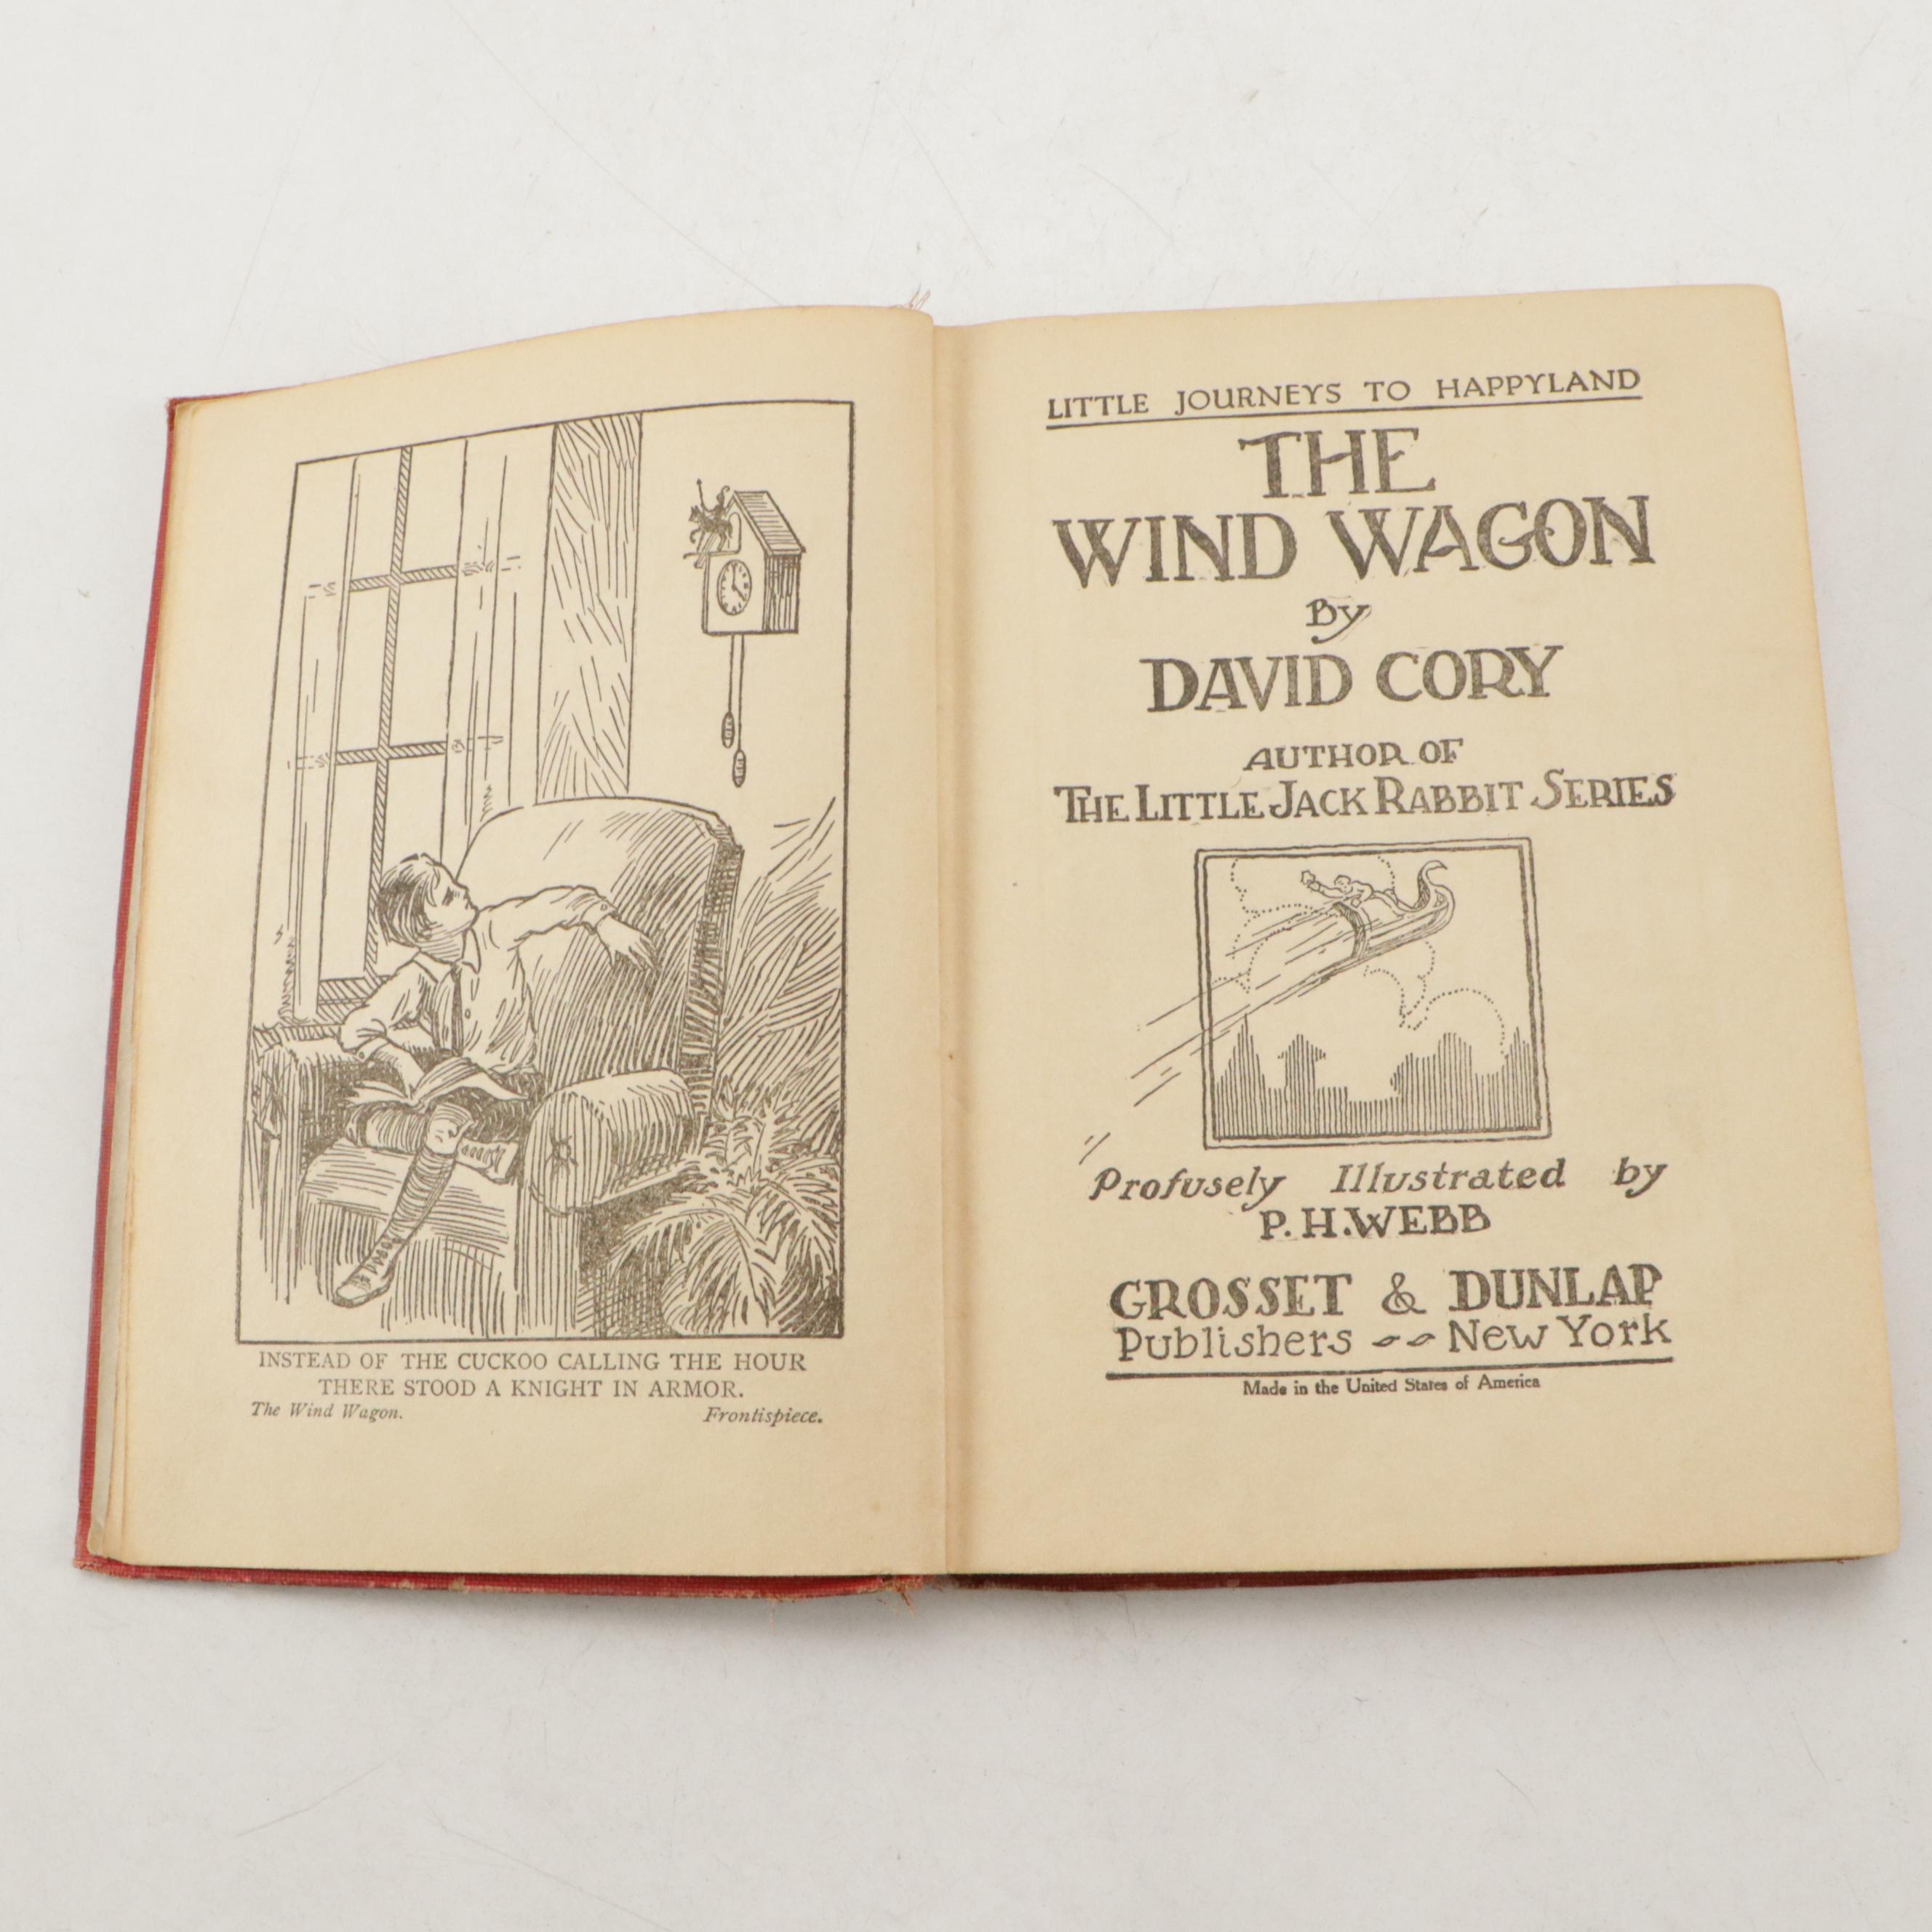 INSTEAD OF THE CUCKOO CALLING THE HOUR
THERE STOOD A KNIGHT IN ARMOR.
The Wind Wagon. Frontispiece.
LITTLE JOURNEYS TO HAPPYLAND
THE
WIND WAGON
By
DAVID CORY
AUTHOR OF
THE LITTLE JACK RABBIT SERIES
Profusely Illustrated by
P. H. WEBB
GROSSET & DUNLAP
Publishers -- New York
Made in the United States of America